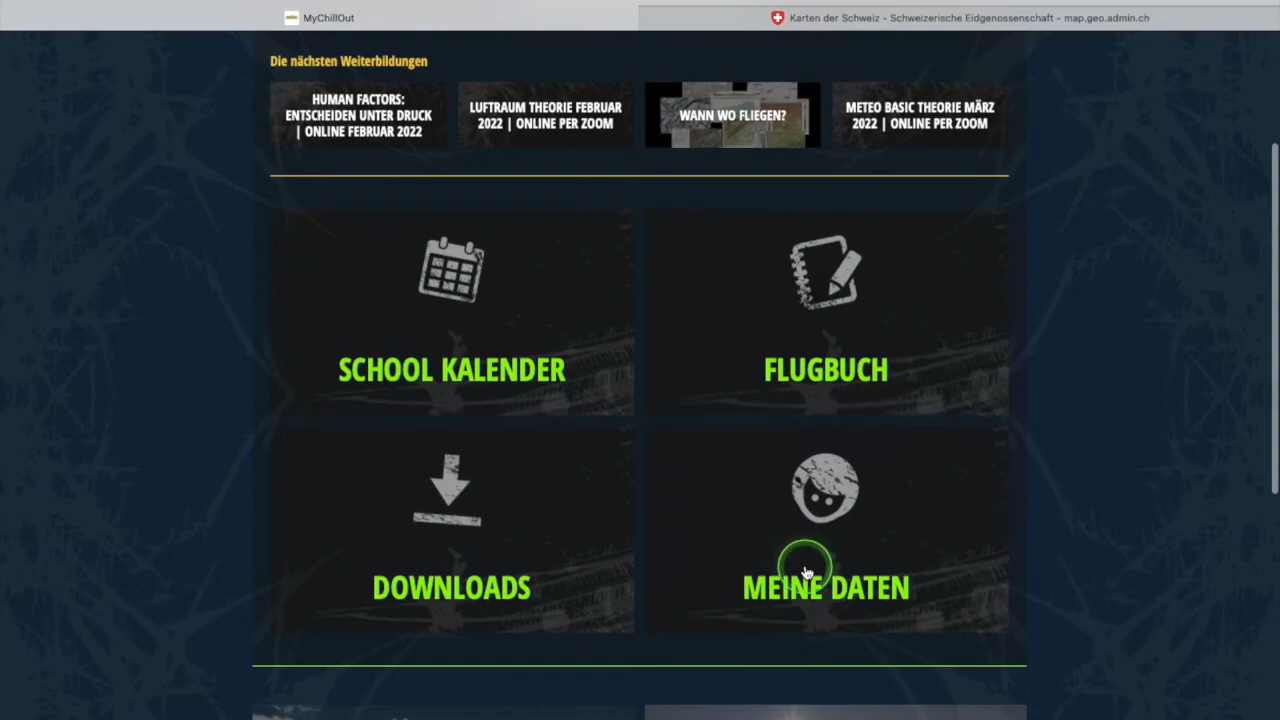 MyChillOut
Karten der Schweiz - Schweizerische Eidgenossenschaft - map.geo.admin.ch
Die nächsten Weiterbildungen
HUMAN FACTORS:
ENTSCHEIDEN UNTER DRUCK
| ONLINE FEBRUAR 2022
LUFTRAUM THEORIE FEBRUAR
2022 | ONLINE PER ZOOM
WANN WO FLIEGEN?
METEO BASIC THEORIE MÄRZ
2022 | ONLINE PER ZOOM
SCHOOL KALENDER
FLUGBUCH
DOWNLOADS
MEINE DATEN